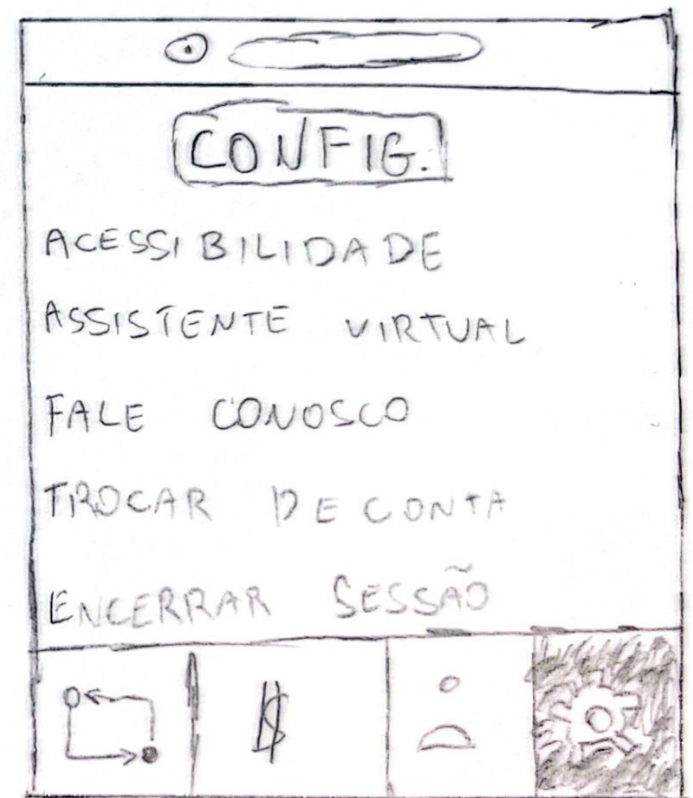 CONFIG.
ACESSIBILIDADE
ASSISTENTE VIRTUAL
FALE CONOSCO
TROCAR DE CONTA
ENCERRAR SESSÃO
$